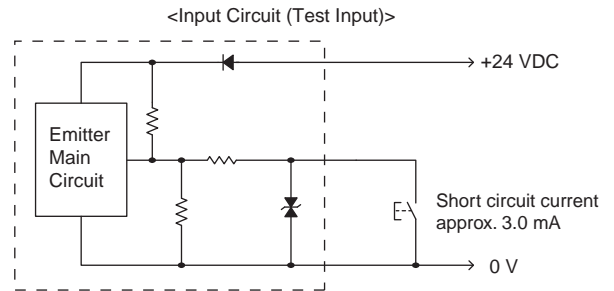 <Input Circuit (Test Input)>
+24 VDC
Emitter
Main
Circuit
Short circuit current
approx. 3.0 mA
0 V